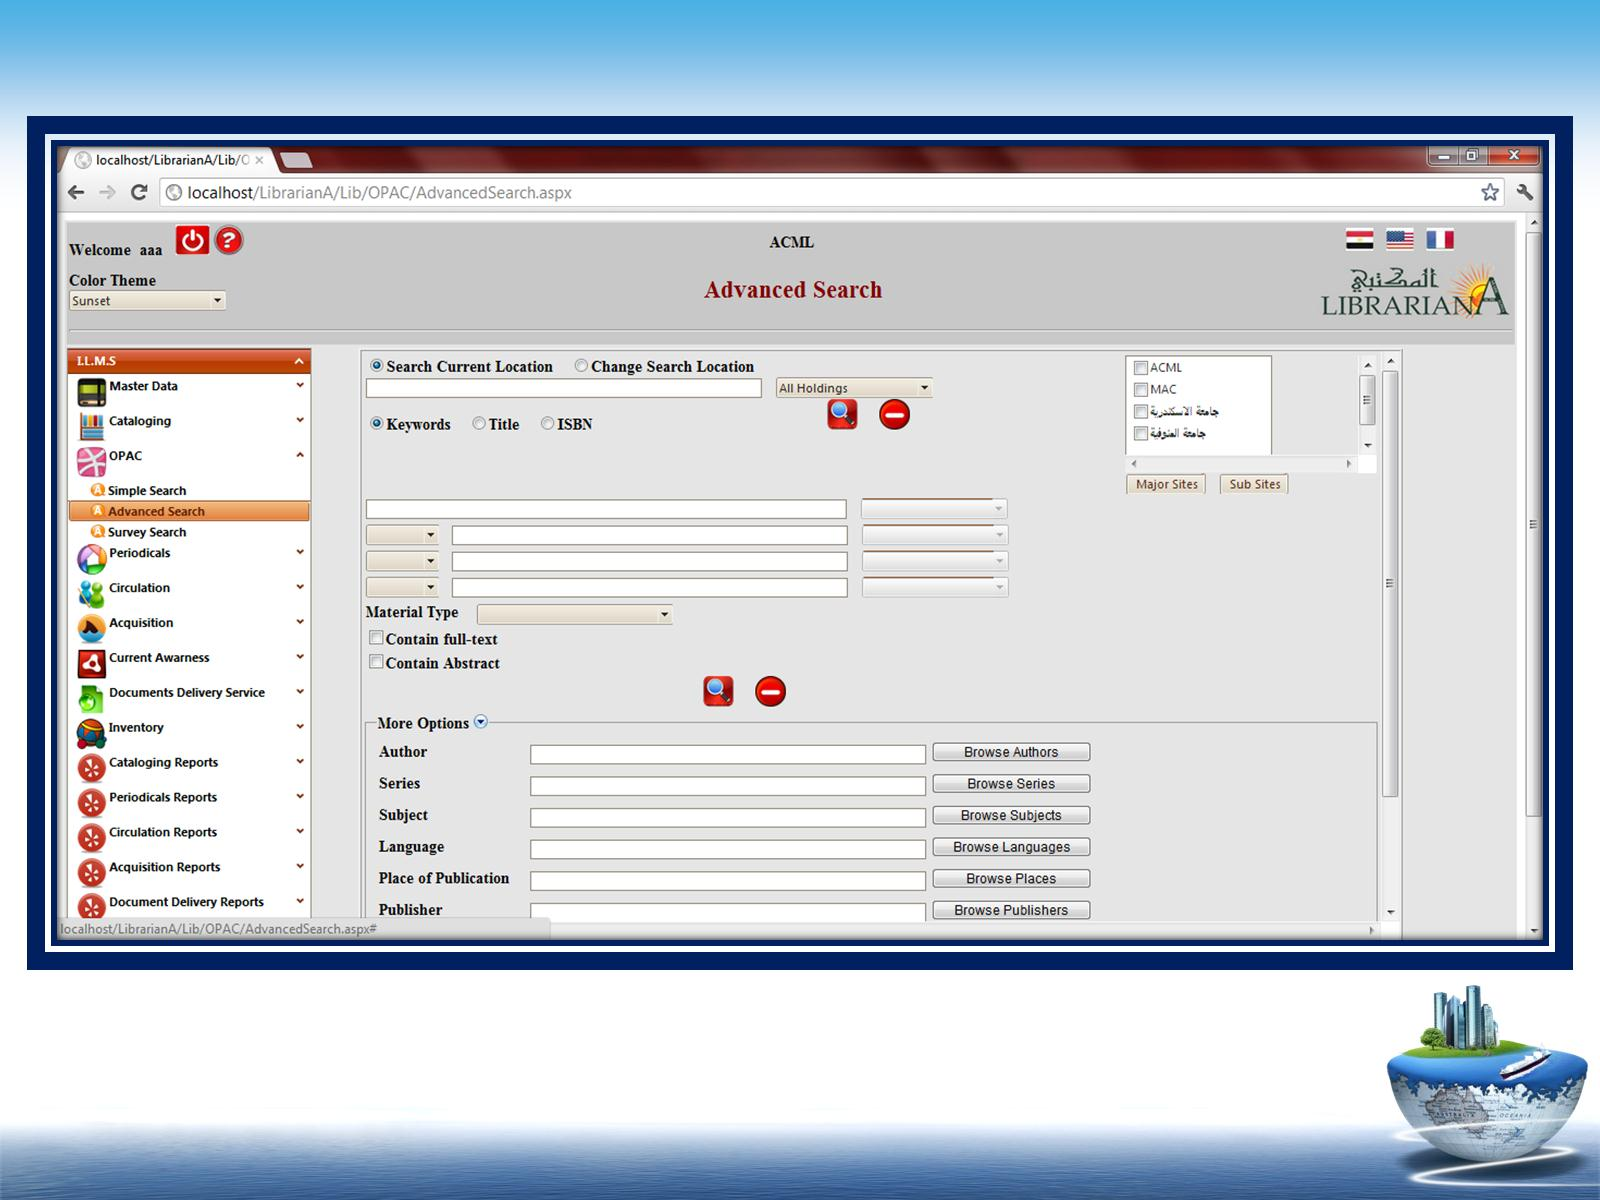 localhost/LibrarianA/Lib/O
localhost/LibrarianA/Lib/OPAC/AdvancedSearch.aspx
Welcome aaa
ACML
Color Theme
Sunset
Advanced Search
المكتبي
LIBRARIANA
I.L.M.S
Master Data
Cataloging
OPAC
Simple Search
Advanced Search
Survey Search
Periodicals
Circulation
Acquisition
Current Awarness
Documents Delivery Service
Inventory
Cataloging Reports
Periodicals Reports
Circulation Reports
Acquisition Reports
Document Delivery Reports
Search Current Location Change Search Location
All Holdings
Keywords Title ISBN
ACML
MAC
جامعة الاسكندرية
جامعة المنوفية
Major Sites Sub Sites
Material Type
Contain full-text
Contain Abstract
More Options
Author Browse Authors
Series Browse Series
Subject Browse Subjects
Language Browse Languages
Place of Publication Browse Places
Publisher Browse Publishers
localhost/LibrarianA/Lib/OPAC/AdvancedSearch.aspx#
AUSTRALIA
OCEANIA